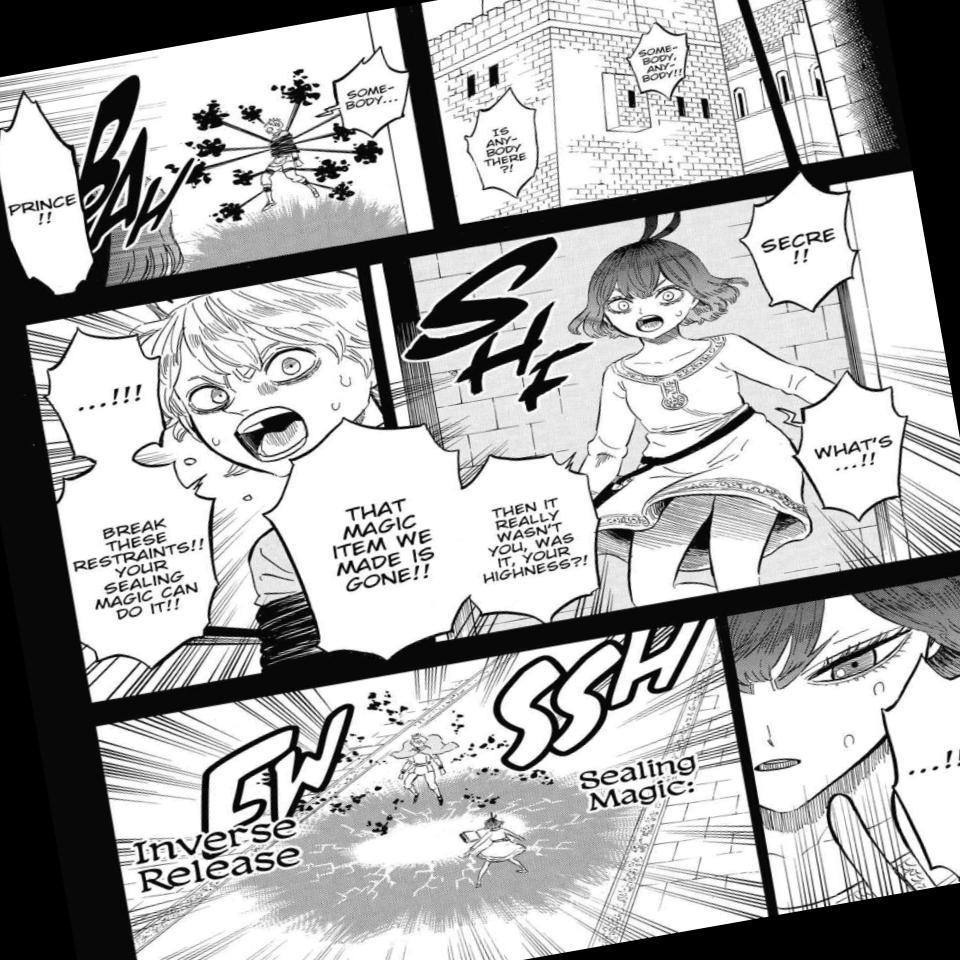 IS
ANY-
BODY
THERE
?!
SOME-
BODY,
ANY-
BODY!!
SOME-
BODY...
BAH
PRINCE
!!
SECRE
!!
SHF
WHAT'S
...!!
THEN IT
REALLY
WASN'T
YOU, WAS
IT, YOUR
HIGHNESS?!
THAT
MAGIC
ITEM WE
MADE IS
GONE!!
...!!!
BREAK
THESE
RESTRAINTS!!
YOUR
SEALING
MAGIC CAN
DO IT!!
...!!
SSH
Sealing
Magic:
FW
Inverse
Release